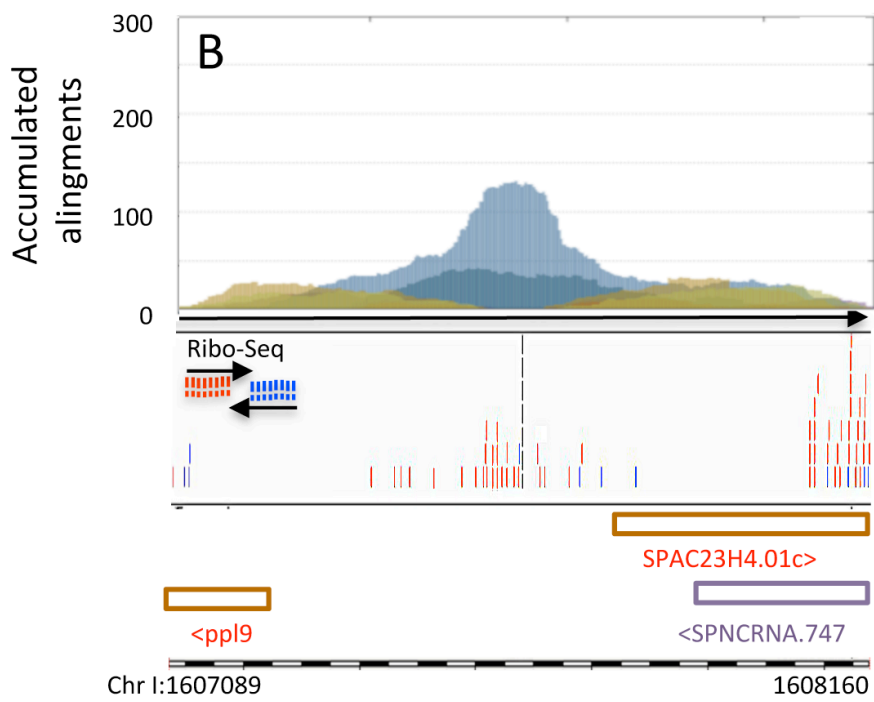 300
B
Accumulated
alingments
200
100
0
Ribo-Seq
SPAC23H4.01c>
<ppl9
<SPNCRNA.747
Chr I:1607089
1608160